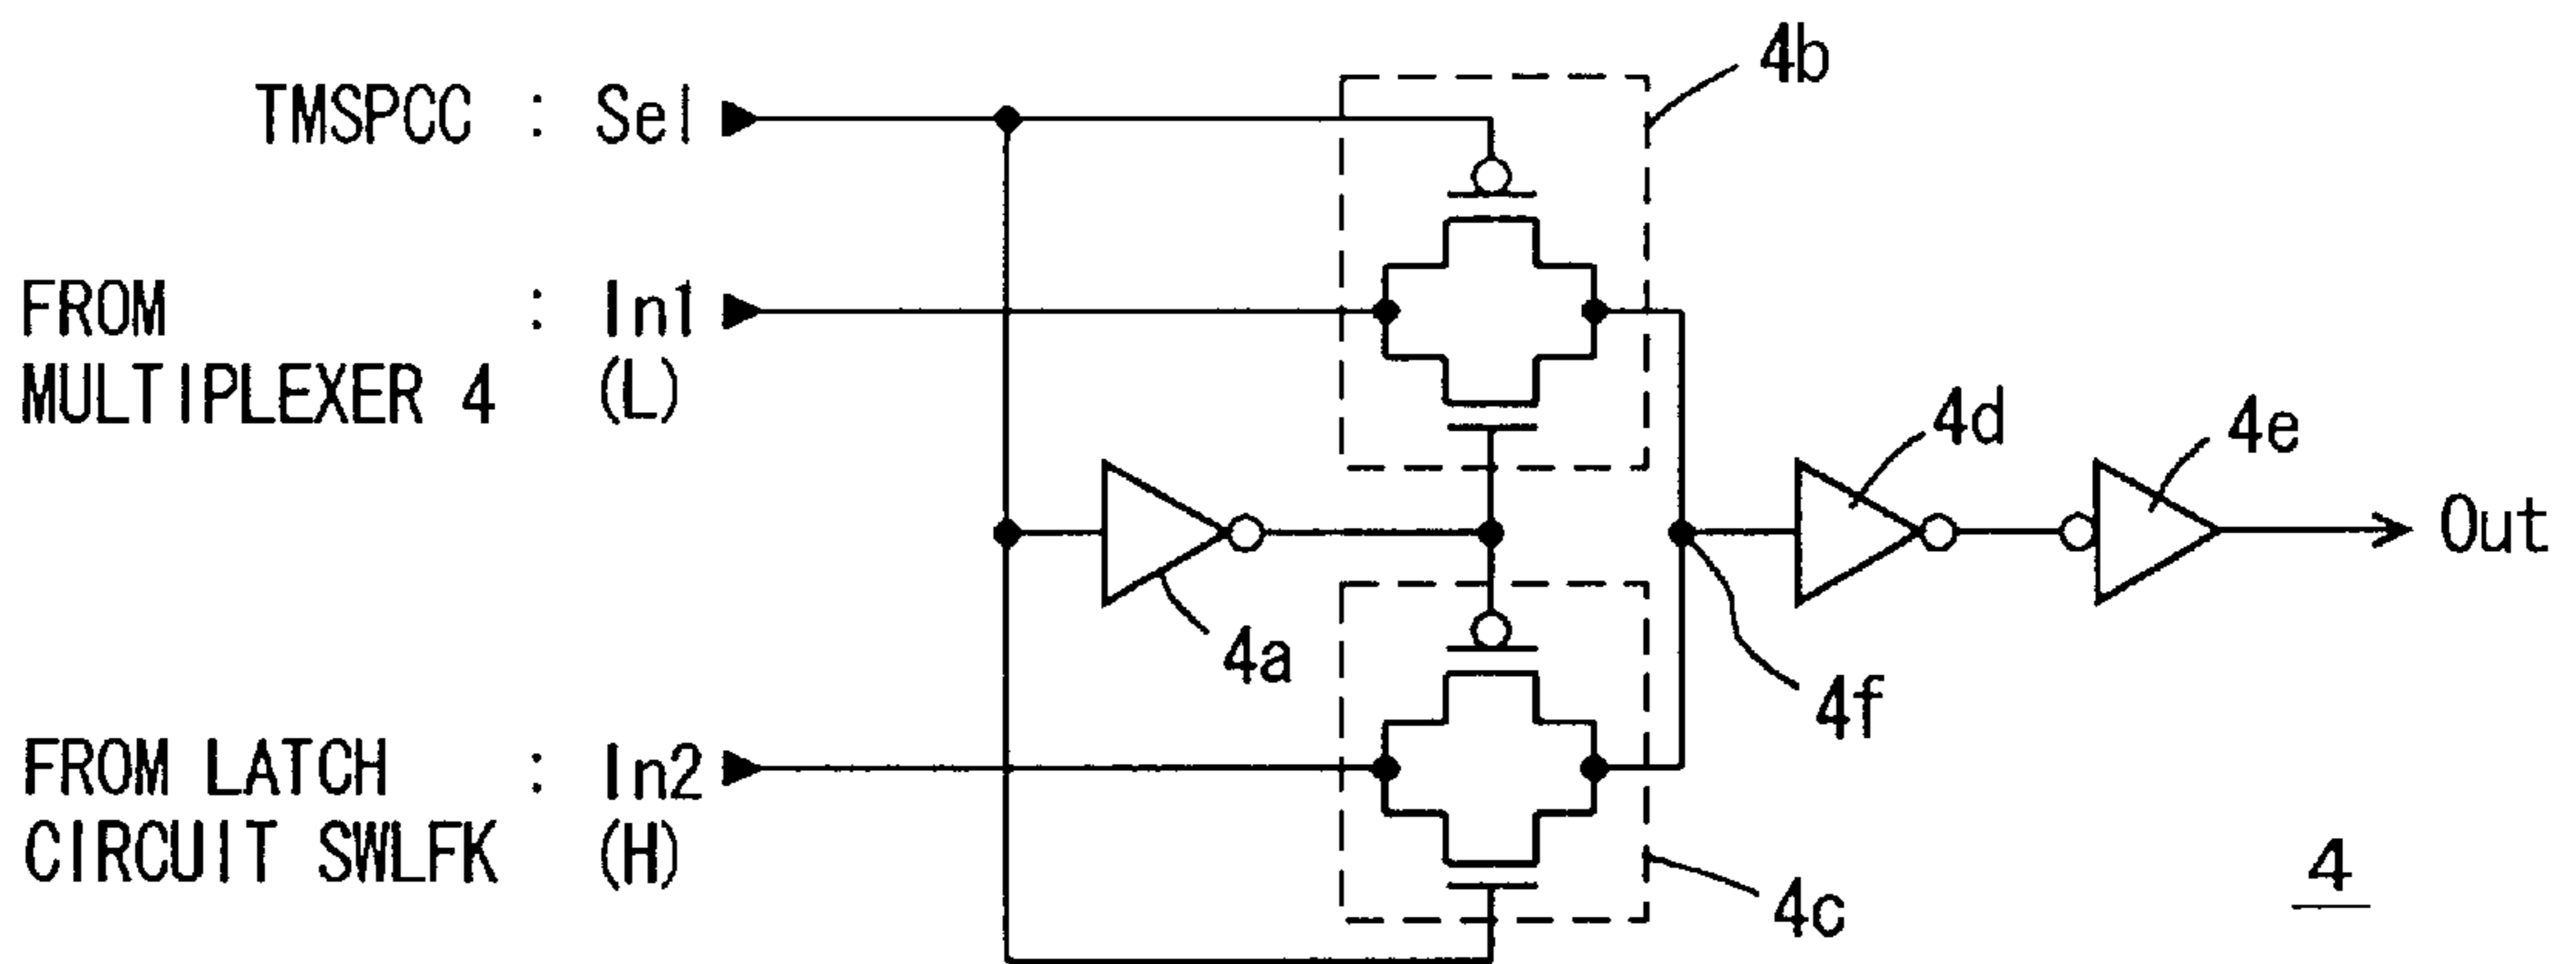 TMSPCC : Sel
4b
FROM : In1
MULTIPLEXER 4 (L)
4d
4e
Out
4a
4f
FROM LATCH : In2
CIRCUIT SWLFK (H)
4c
4